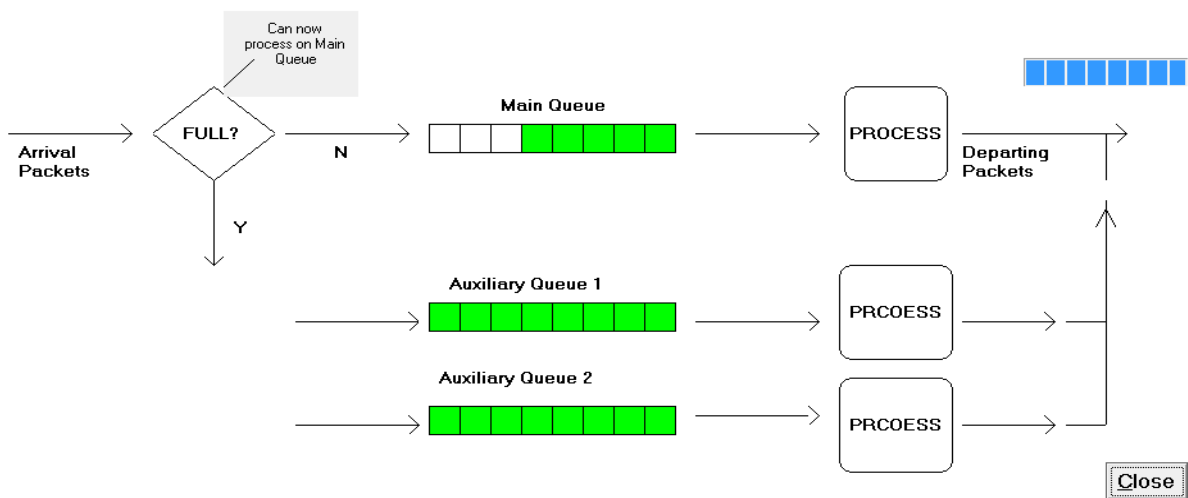 Can now
process on Main
Queue
FULL?
Arrival
Packets
N
Y
Main Queue
PROCESS
Departing
Packets
Auxiliary Queue 1
PRCOESS
Auxiliary Queue 2
PRCOESS
Close